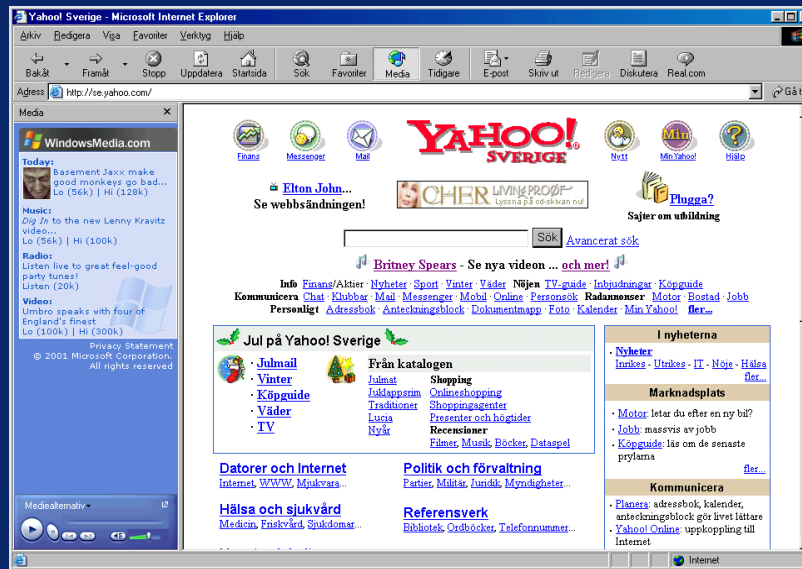 Yahoo! Sverige - Microsoft Internet Explorer
Arkiv Redigera Visa Favoriter Verktyg Hjälp
Bakåt Framåt Stopp Uppdatera Startsida Sök Favoriter Media Tidigare E-post Skriv ut Redigera Diskutera Real.com
Adress http://se.yahoo.com/ Gå t
Media
WindowsMedia.com
Today:
Basement Jaxx make
good monkeys go bad...
Lo (56k) | Hi (128k)
Music:
Dig In to the new Lenny Kravitz
video...
Lo (56k) | Hi (100k)
Radio:
Listen live to great feel-good
party tunes!
Listen (20k)
Video:
Umbro speaks with four of
England's finest
Lo (100k) | Hi (300k)
Privacy Statement
© 2001 Microsoft Corporation.
All rights reserved
Mediealternativ
Finans Messenger Mail
YAHOO!
SVERIGE
Min
Nytt Min Yahoo! Hjälp
Elton John...
Se webbsändningen!
CHER LIVING PROOF
Lyssna på cd-skivan nu!
Plugga?
Sajter om utbildning
Sök Avancerat sök
Britney Spears - Se nya videon ... och mer!
Info Finans/Aktier · Nyheter · Sport · Vinter · Väder Nöjen TV-guide · Inbjudningar · Köpguide
Kommunicera Chat · Klubbar · Mail · Messenger · Mobil · Online · Personsök Radannonser Motor · Bostad · Jobb
Personligt Adressbok · Anteckningsblock · Dokumentmapp · Foto · Kalender · Min Yahoo! fler...
Jul på Yahoo! Sverige
· Julmail
· Vinter
· Köpguide
· Väder
· TV
Från katalogen
Julmat
Juklappsrim
Traditioner
Lucia
Nyår
Shopping
Onlineshopping
Shoppingagenter
Presenter och högtider
Recensioner
Filmer, Musik, Böcker, Dataspel
Datorer och Internet
Internet, WWW, Mjukvara...
Politik och förvaltning
Partier, Militär, Juridik, Myndigheter...
Hälsa och sjukvård
Medicin, Friskvård, Sjukdomar...
Referensverk
Bibliotek, Ordböcker, Telefonnummer...
I nyheterna
· Nyheter
Inrikes - Utrikes - IT - Nöje - Hälsa
fler...
Marknadsplats
· Motor: letar du efter en ny bil?
· Jobb: massvis av jobb
· Köpguide: läs om de senaste
prylarna
fler...
Kommunicera
· Planera: adressbok, kalender,
anteckningsblock gör livet lättare
· Yahoo! Online: uppkoppling till
Internet
Internet